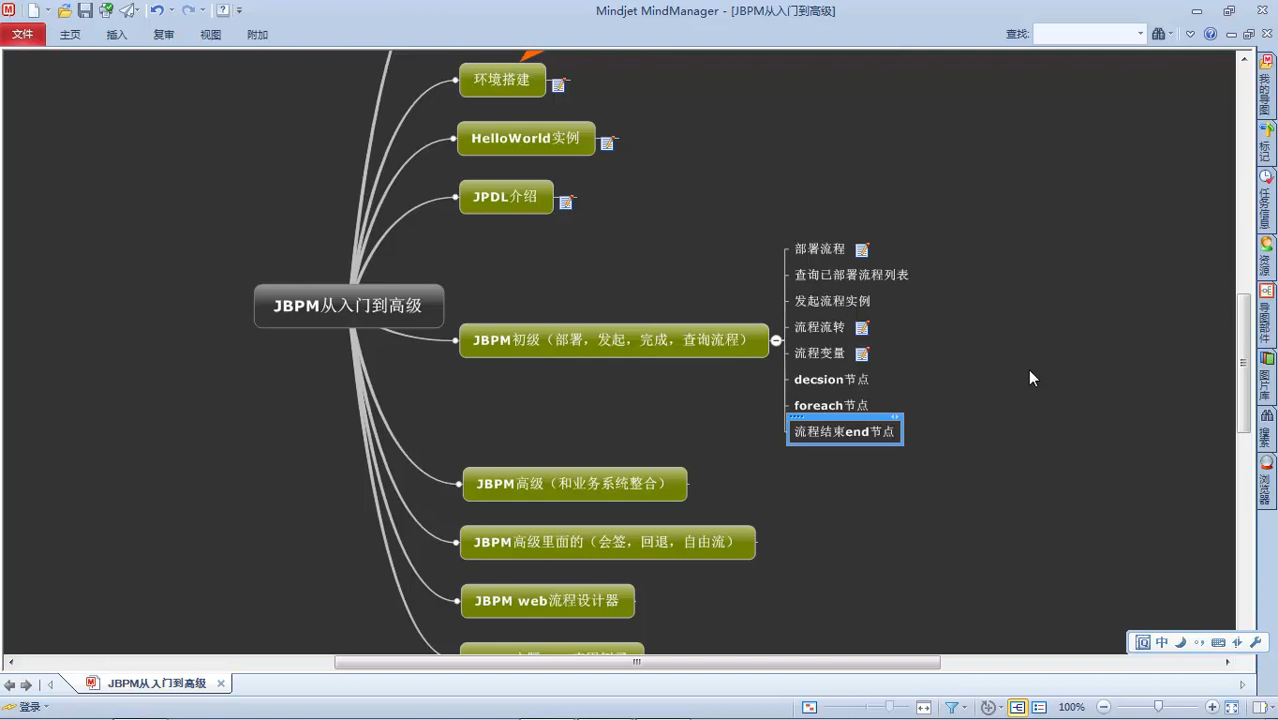 Mindjet MindManager - [JBPM从入门到高级]
文件 主页 插入 复审 视图 附加 查找:
环境搭建
HelloWorld实例
JPDL介绍
JBPM从入门到高级
JBPM初级（部署，发起，完成，查询流程）
部署流程
查询已部署流程列表
发起流程实例
流程流转
流程变量
decsion节点
foreach节点
流程结束end节点
JBPM高级（和业务系统整合）
JBPM高级里面的（会签，回退，自由流）
JBPM web流程设计器
我的导图
标记
任务信息
资源
导图部件
图片库
搜索
浏览器
中
JBPM从入门到高级
登录
100%